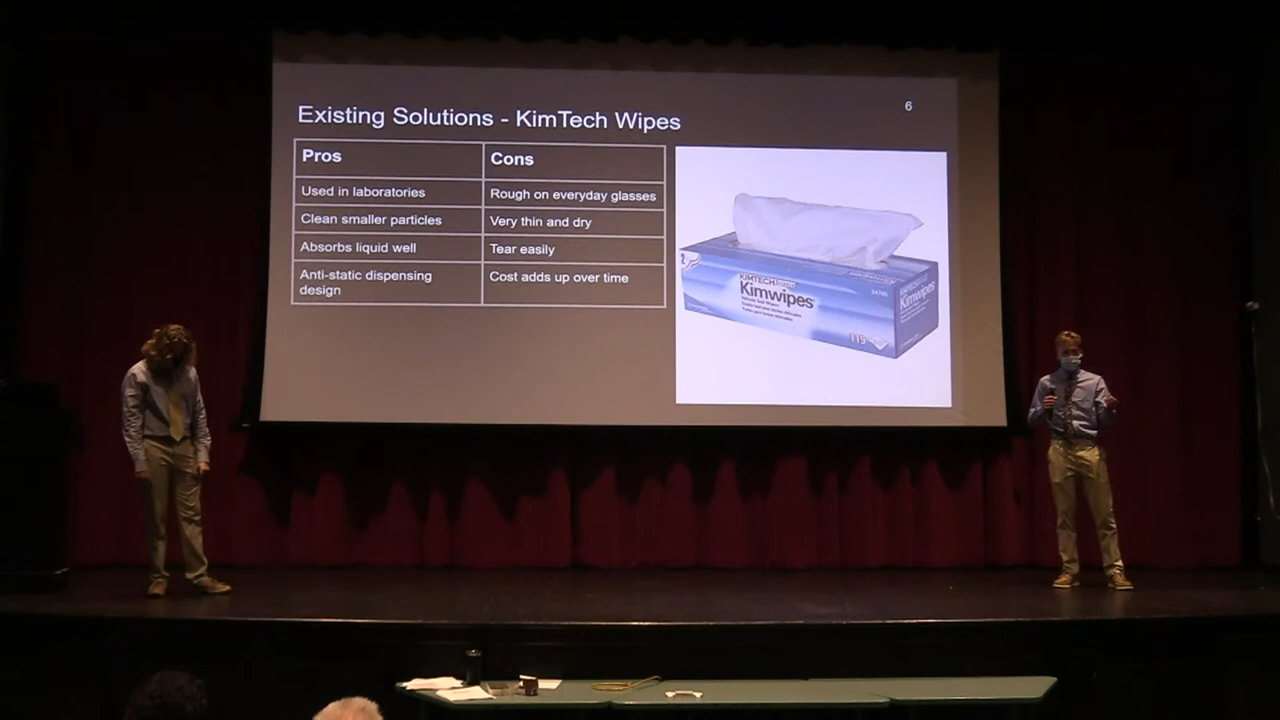 6
Existing Solutions - KimTech Wipes
Pros
Cons
Used in laboratories
Rough on everyday glasses
Clean smaller particles
Very thin and dry
Absorbs liquid well
Tear easily
Anti-static dispensing
design
Cost adds up over time
KIMTECH
Kimwipes
Kimwipes
119